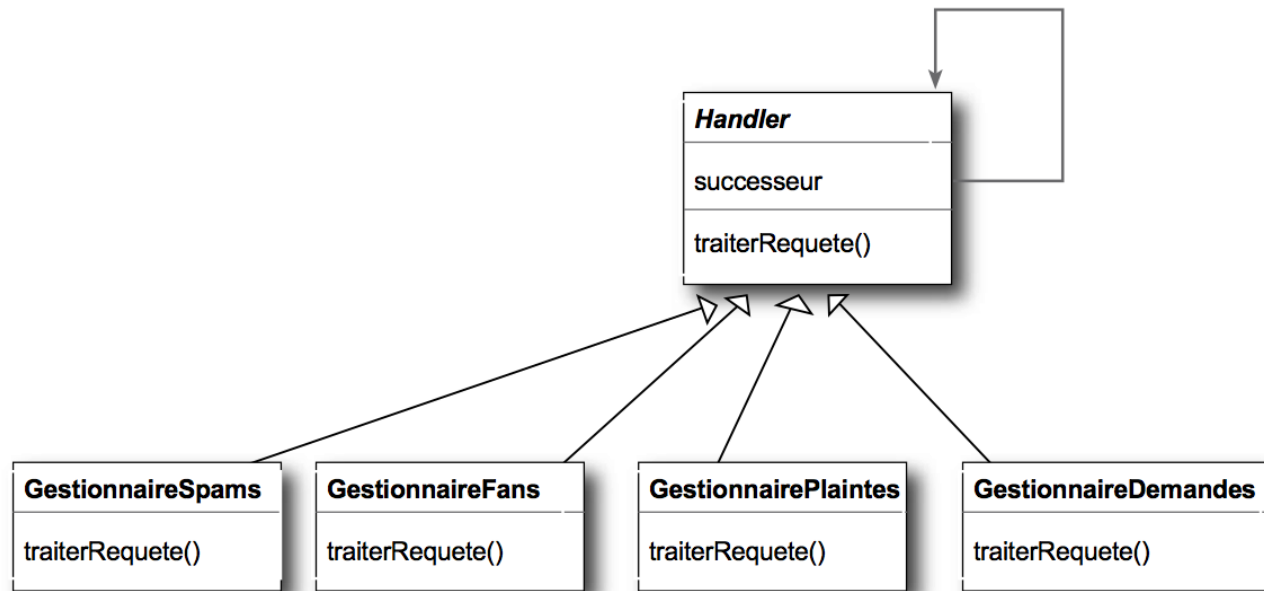 Handler
successeur
traiterRequete()
GestionnaireSpams
traiterRequete()
GestionnaireFans
traiterRequete()
GestionnairePlaintes
traiterRequete()
GestionnaireDemandes
traiterRequete()